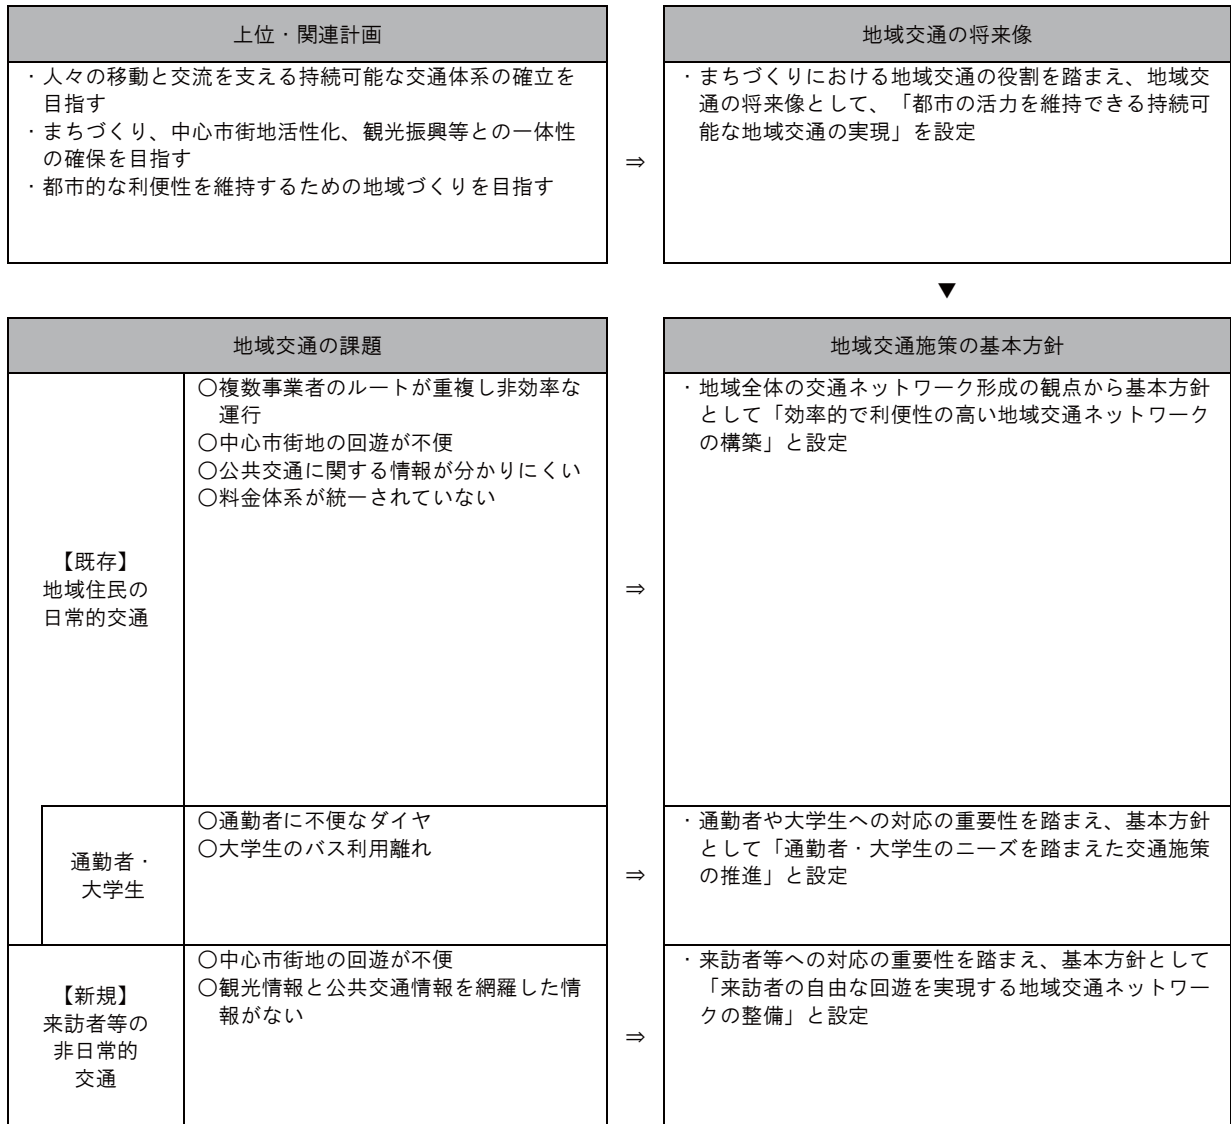 上位・関連計画
・人々の移動と交流を支える持続可能な交通体系の確立を
目指す
・まちづくり、中心市街地活性化、観光振興等との一体性
の確保を目指す
・都市的な利便性を維持するための地域づくりを目指す
⇒
地域交通の将来像
・まちづくりにおける地域交通の役割を踏まえ、地域交
通の将来像として、「都市の活力を維持できる持続可
能な地域交通の実現」を設定
▼
地域交通の課題
地域交通施策の基本方針
【既存】
地域住民の
日常的交通
〇複数事業者のルートが重複し非効率な
運行
〇中心市街地の回遊が不便
〇公共交通に関する情報が分かりにくい
〇料金体系が統一されていない
⇒
・地域全体の交通ネットワーク形成の観点から基本方針
として「効率的で利便性の高い地域交通ネットワーク
の構築」と設定
通勤者・
大学生
〇通勤者に不便なダイヤ
〇大学生のバス利用離れ
⇒
・通勤者や大学生への対応の重要性を踏まえ、基本方針
として「通勤者・大学生のニーズを踏まえた交通施策
の推進」と設定
【新規】
来訪者等の
非日常的
交通
〇中心市街地の回遊が不便
〇観光情報と公共交通情報を網羅した情
報がない
⇒
・来訪者等への対応の重要性を踏まえ、基本方針として
「来訪者の自由な回遊を実現する地域交通ネットワー
クの整備」と設定